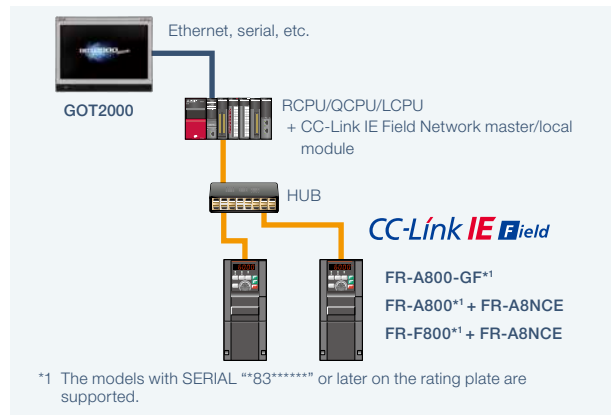 Ethernet, serial, etc.
GOT2000
RCPU/QCPU/LCPU
+ CC-Link IE Field Network master/local
module
HUB
CC-Link IE Field
FR-A800-GF*1
FR-A800*1 + FR-A8NCE
FR-F800*1 + FR-A8NCE
*1 The models with SERIAL "*83******" or later on the rating plate are
supported.